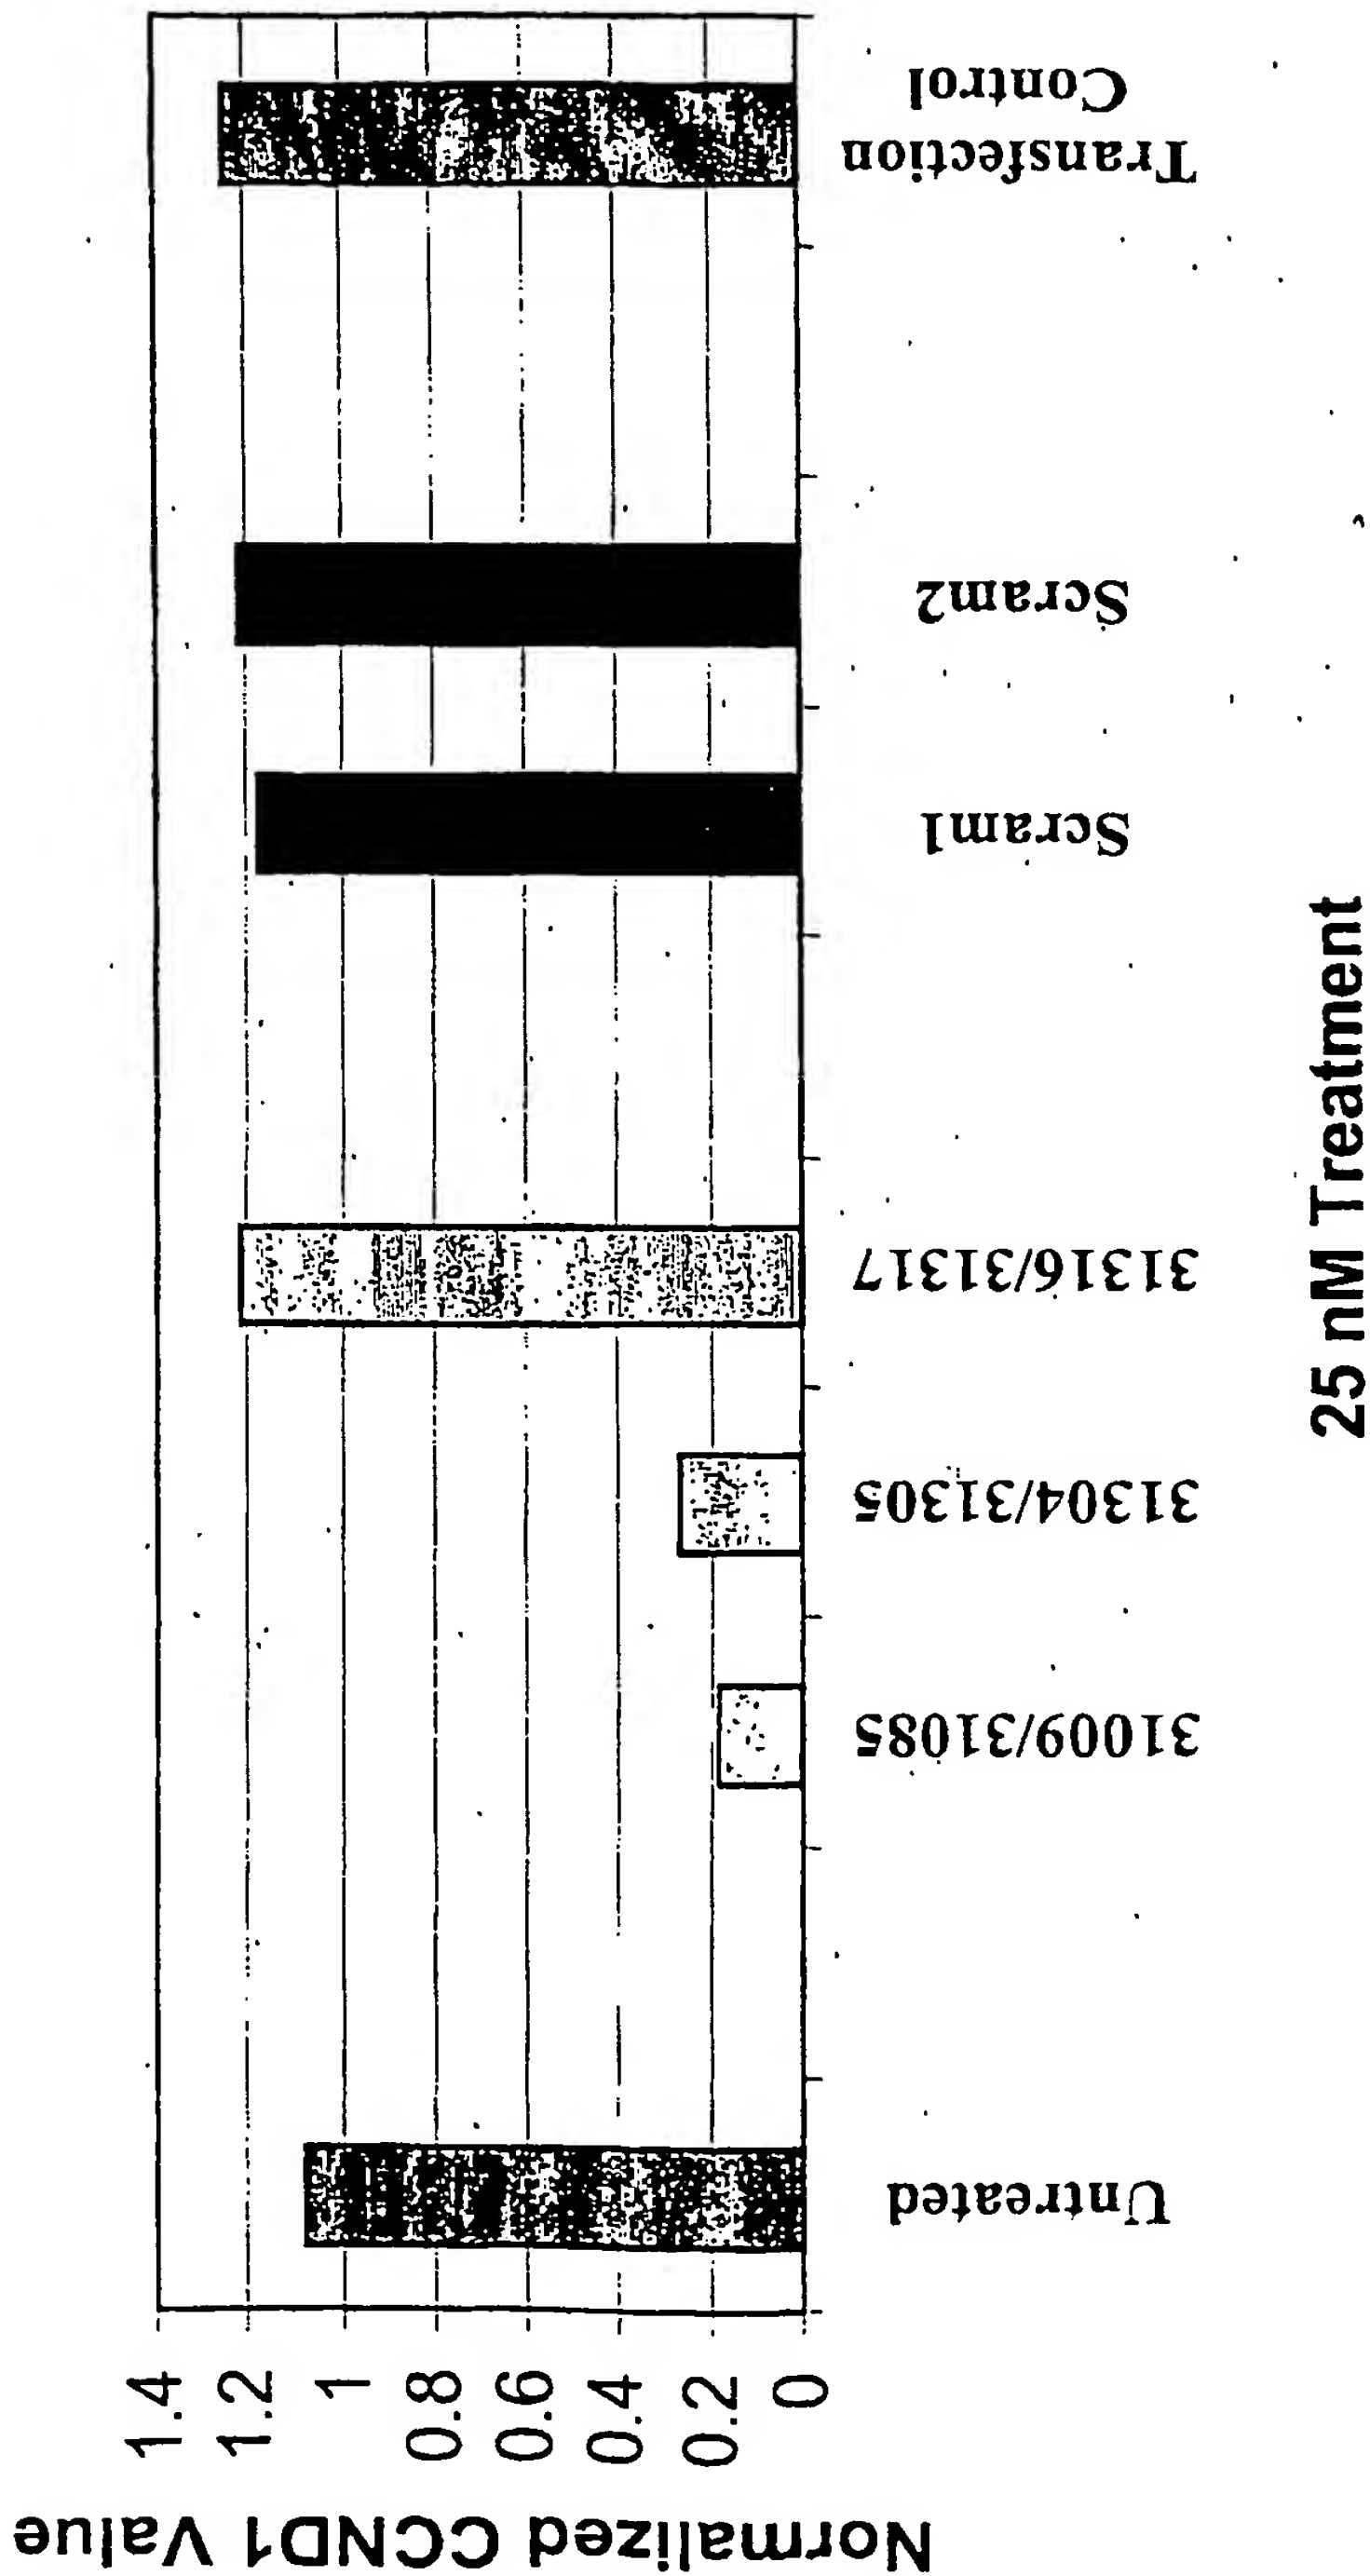 Normalized CCND1 Value
1.4
1.2
1
0.8
0.6
0.4
0.2
0
Untreated
31009/31085
31304/31305
31316/31317
Scram1
Scram2
Transfection
Control
25 nM Treatment